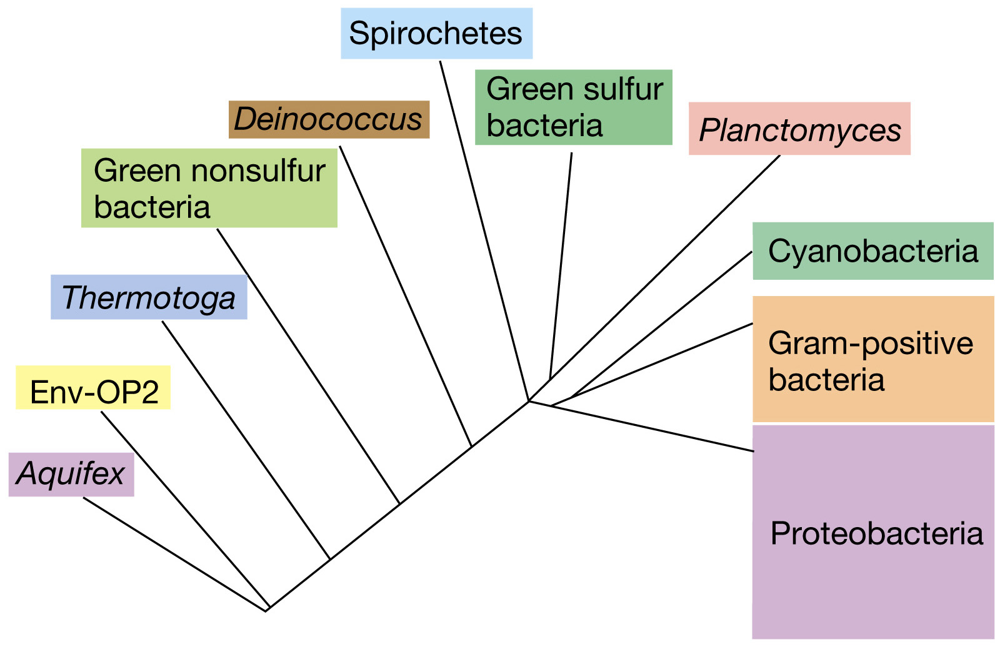 Spirochetes
Green sulfur
bacteria
Deinococcus
Planctomyces
Green nonsulfur
bacteria
Cyanobacteria
Thermotoga
Gram-positive
bacteria
Env-OP2
Aquifex
Proteobacteria